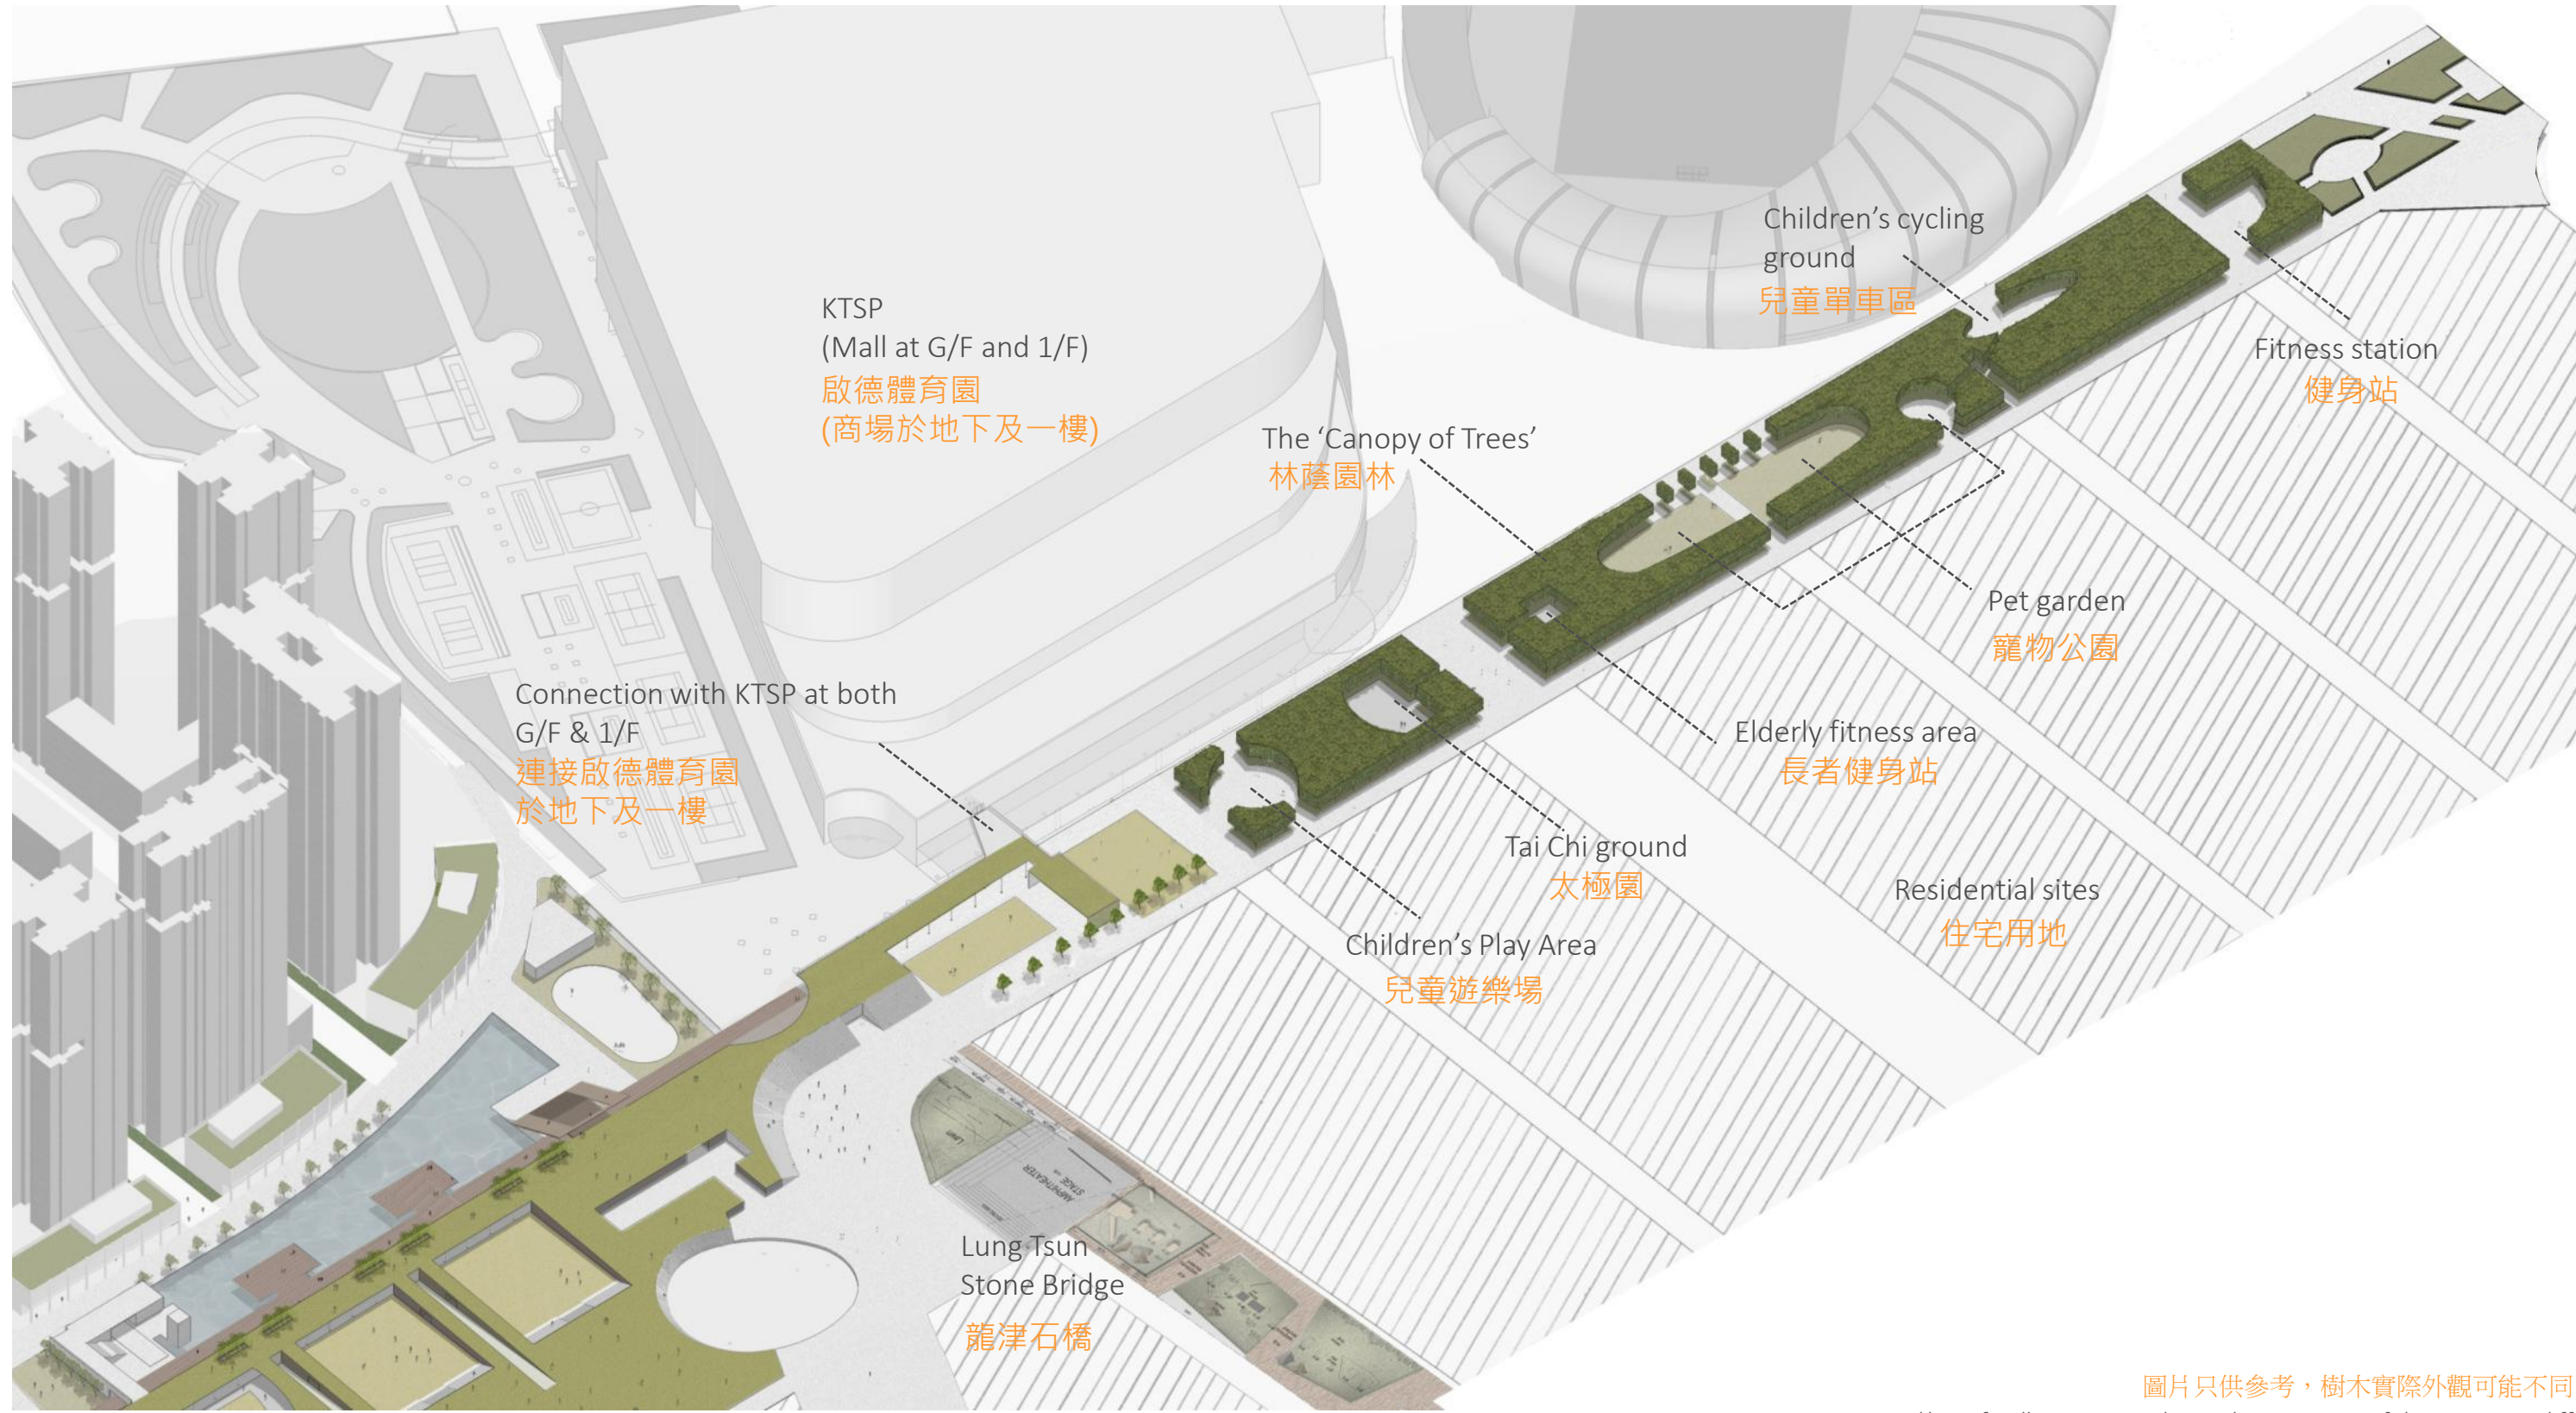 Children’s cycling
ground
兒童單車區
KTSP
(Mall at G/F and 1/F)
啟德體育園
(商場於地下及一樓)
Fitness station
健身站
The ‘Canopy of Trees’
林蔭園林
Pet garden
寵物公園
Connection with KTSP at both
G/F & 1/F
連接啟德體育園
於地下及一樓
Elderly fitness area
長者健身站
Tai Chi ground
太極園
Residential sites
住宅用地
Children’s Play Area
兒童遊樂場
LAWN
AMPHITHEATER
STAGE
Lung Tsun
Stone Bridge
龍津石橋
圖片只供參考，樹木實際外觀可能不同